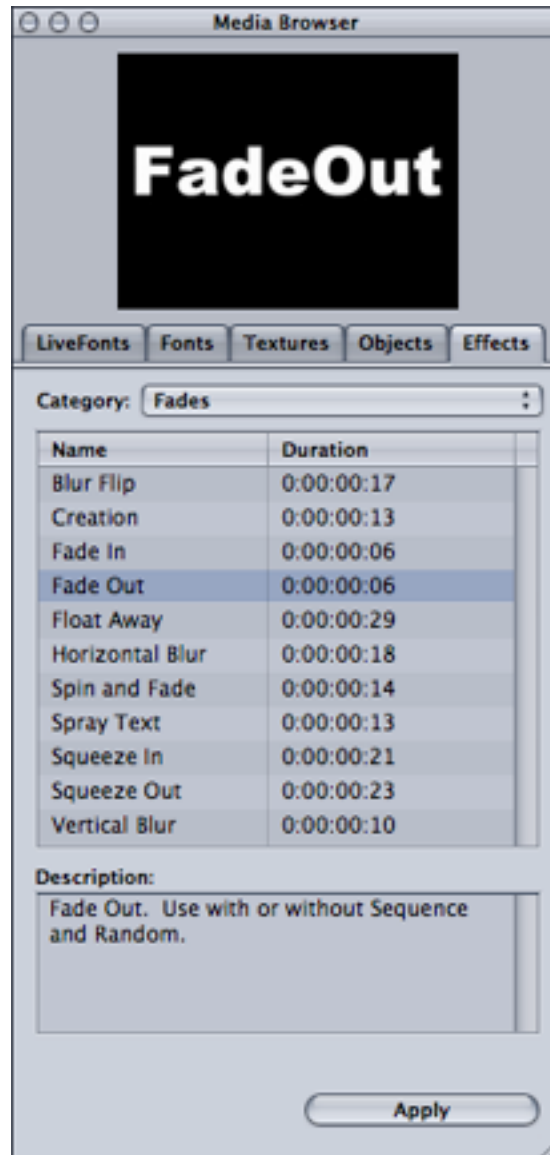 Media Browser
FadeOut
LiveFonts Fonts Textures Objects Effects
Category: Fades
Name Duration
Blur Flip 0:00:00:17
Creation 0:00:00:13
Fade In 0:00:00:06
Fade Out 0:00:00:06
Float Away 0:00:00:29
Horizontal Blur 0:00:00:18
Spin and Fade 0:00:00:14
Spray Text 0:00:00:13
Squeeze In 0:00:00:21
Squeeze Out 0:00:00:23
Vertical Blur 0:00:00:10
Description:
Fade Out.  Use with or without Sequence
and Random.
Apply